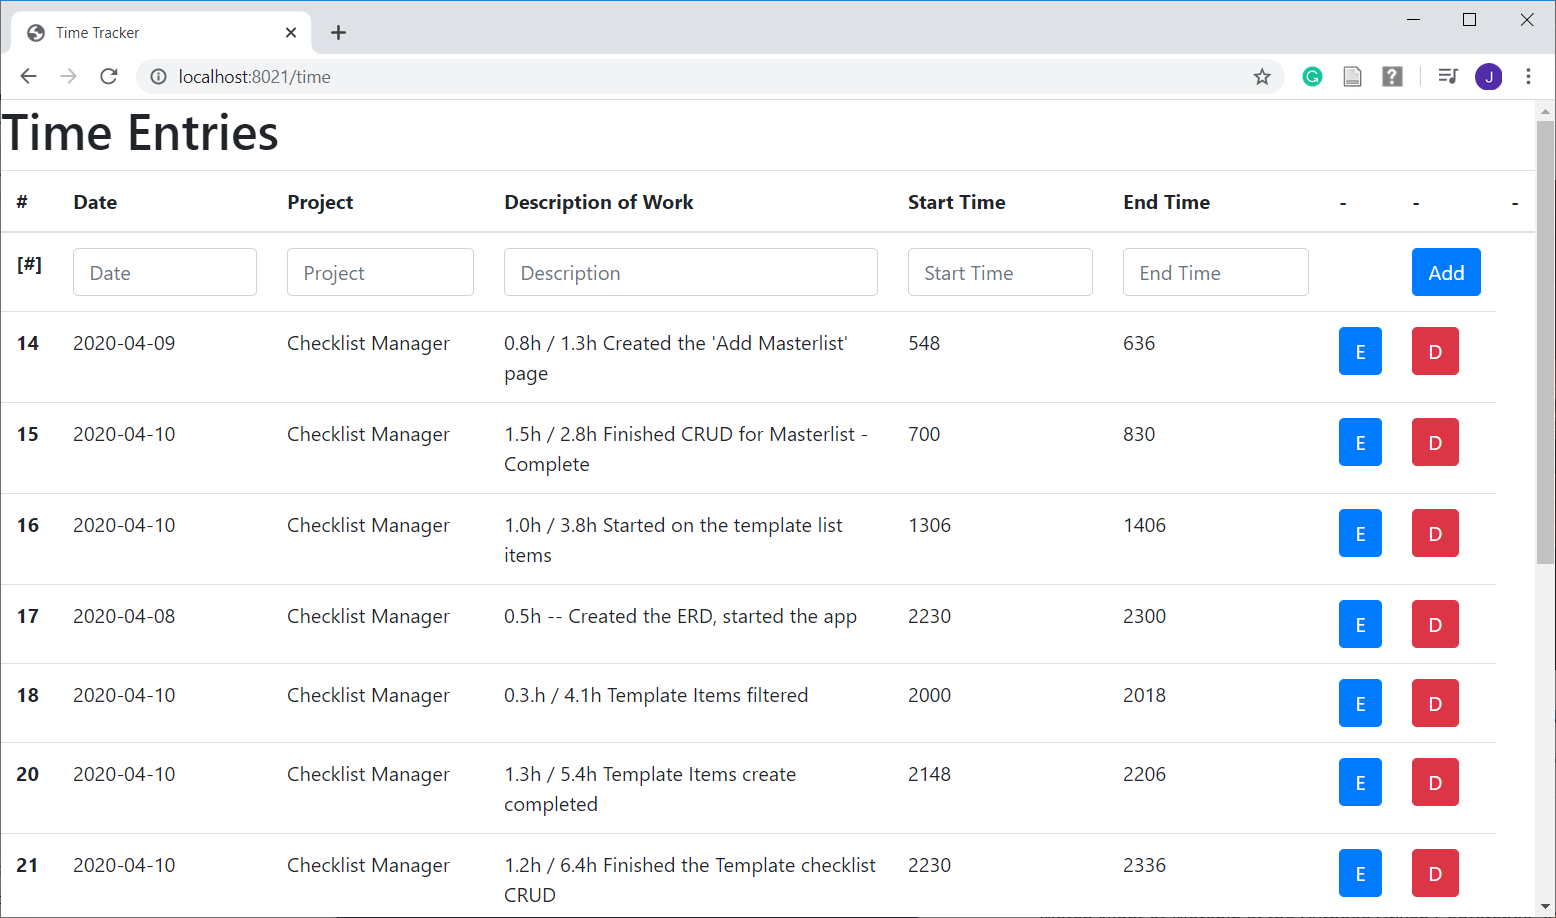 Time Tracker
localhost:8021/time
J
Time Entries
# Date Project Description of Work Start Time End Time - - -
[#] Date Project Description Start Time End Time Add
14 2020-04-09 Checklist Manager 0.8h / 1.3h Created the 'Add Masterlist' 548 636 E D
page
15 2020-04-10 Checklist Manager 1.5h / 2.8h Finished CRUD for Masterlist - 700 830 E D
Complete
16 2020-04-10 Checklist Manager 1.0h / 3.8h Started on the template list 1306 1406 E D
items
17 2020-04-08 Checklist Manager 0.5h -- Created the ERD, started the app 2230 2300 E D
18 2020-04-10 Checklist Manager 0.3.h / 4.1h Template Items filtered 2000 2018 E D
20 2020-04-10 Checklist Manager 1.3h / 5.4h Template Items create 2148 2206 E D
completed
21 2020-04-10 Checklist Manager 1.2h / 6.4h Finished the Template checklist 2230 2336 E D
CRUD